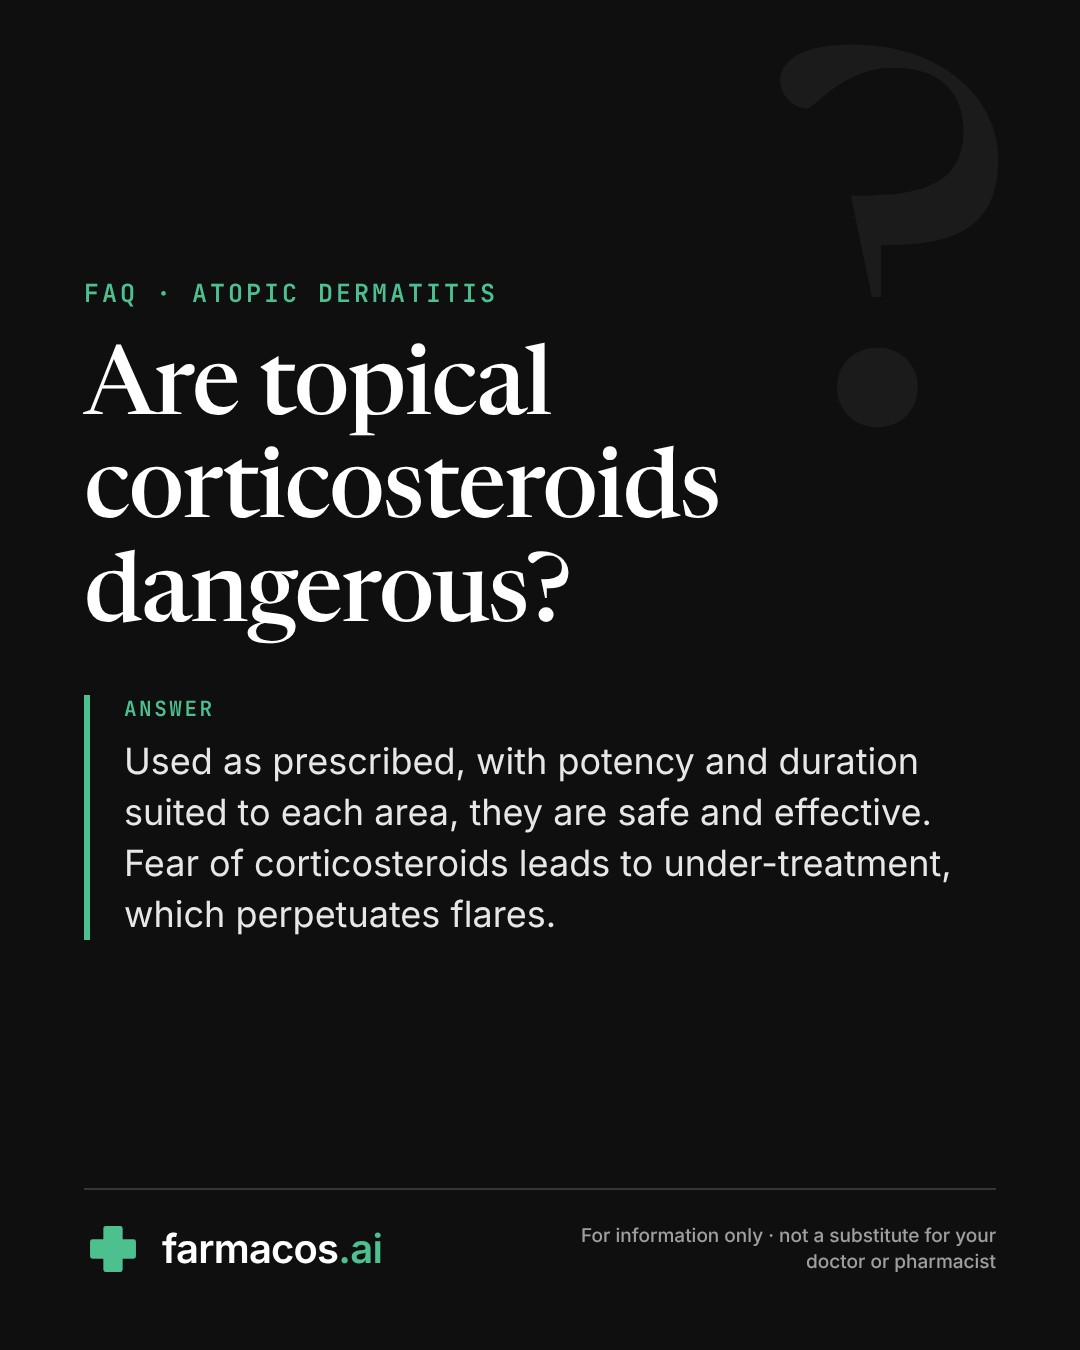 FAQ · ATOPIC DERMATITIS
Are topical
corticosteroids
dangerous?
ANSWER
Used as prescribed, with potency and duration
suited to each area, they are safe and effective.
Fear of corticosteroids leads to under-treatment,
which perpetuates flares.
farmacos.ai
For information only · not a substitute for your
doctor or pharmacist
?